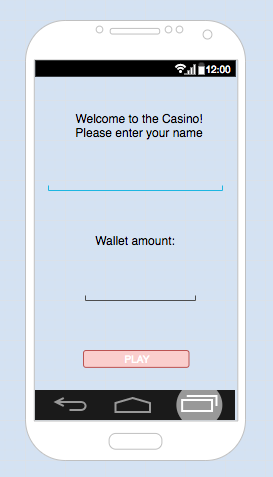 12:00
Welcome to the Casino!
Please enter your name
Wallet amount:
PLAY